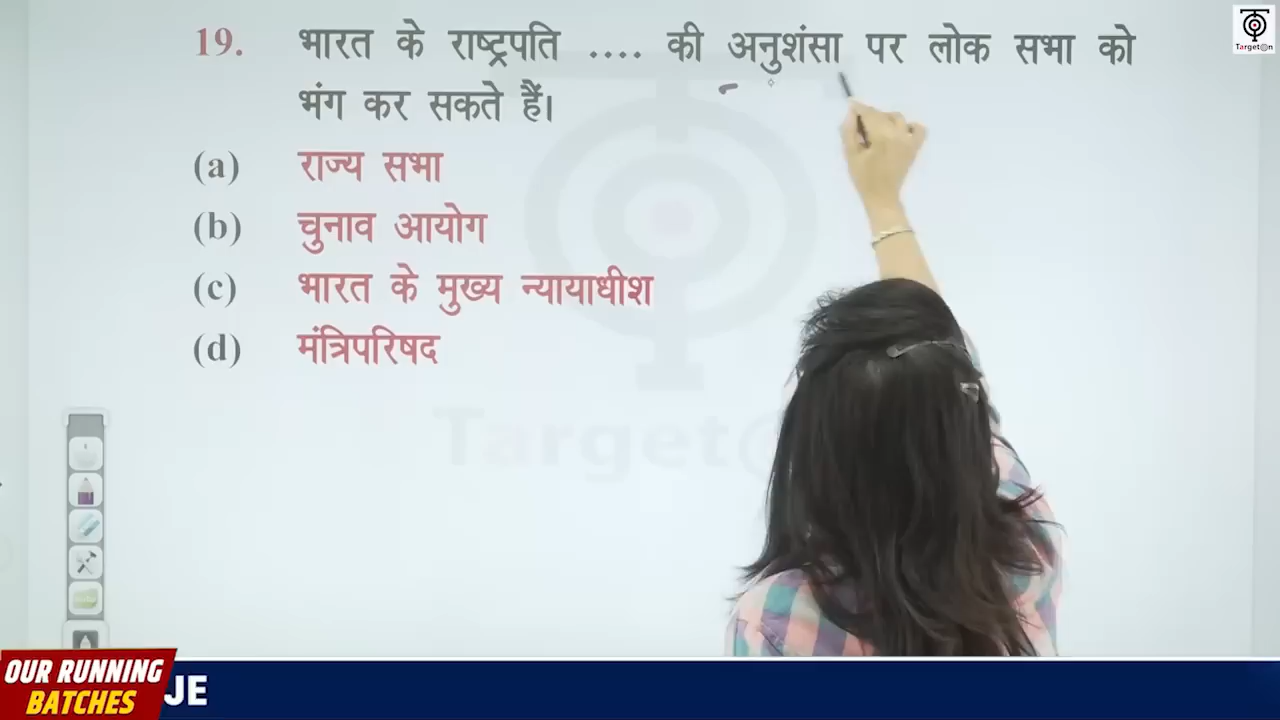 19. भारत के राष्ट्रपति .... की अनुशंसा पर लोक सभा को
भंग कर सकते हैं।
(a) राज्य सभा
(b) चुनाव आयोग
(c) भारत के मुख्य न्यायाधीश
(d) मंत्रिपरिषद
Target
OUR RUNNING
BATCHES
JE